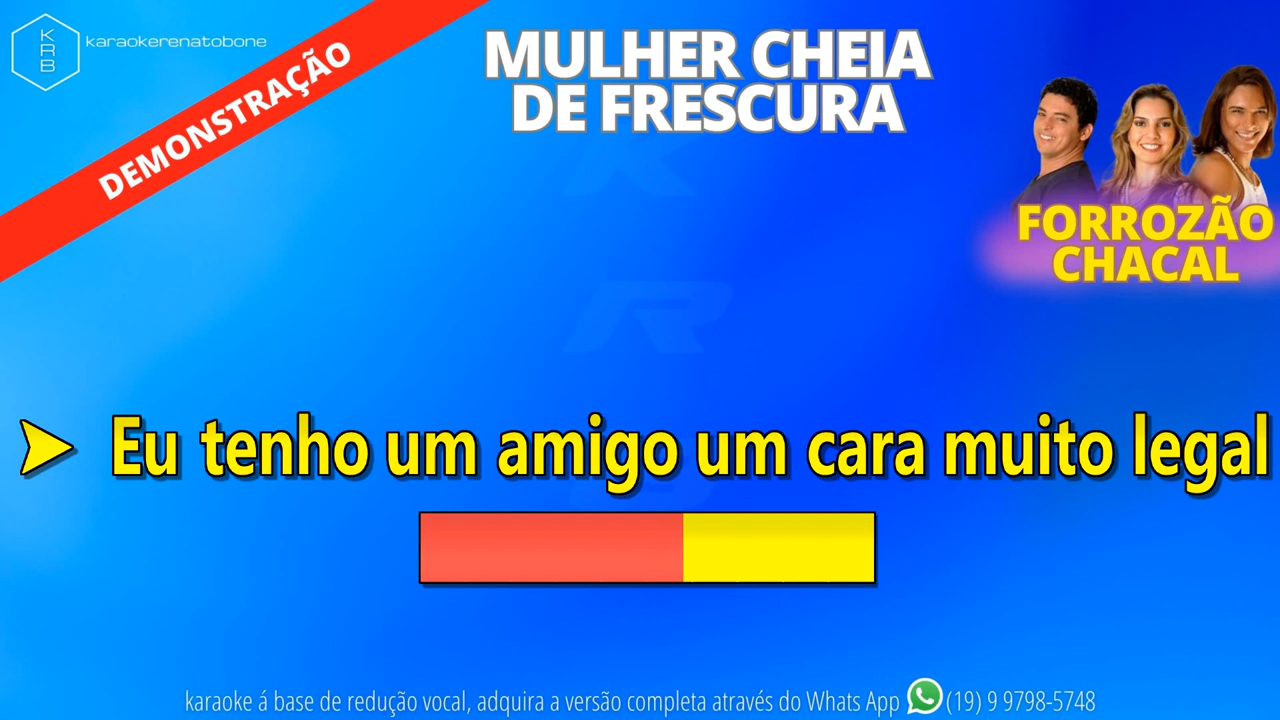 K
R
B
karaokerenatobone
DEMONSTRAÇÃO
MULHER CHEIA
DE FRESCURA
FORROZÃO
CHACAL
K
R
B
Eu tenho um amigo um cara muito legal
karaoke á base de redução vocal, adquira a versão completa através do Whats App (19) 9 9798-5748